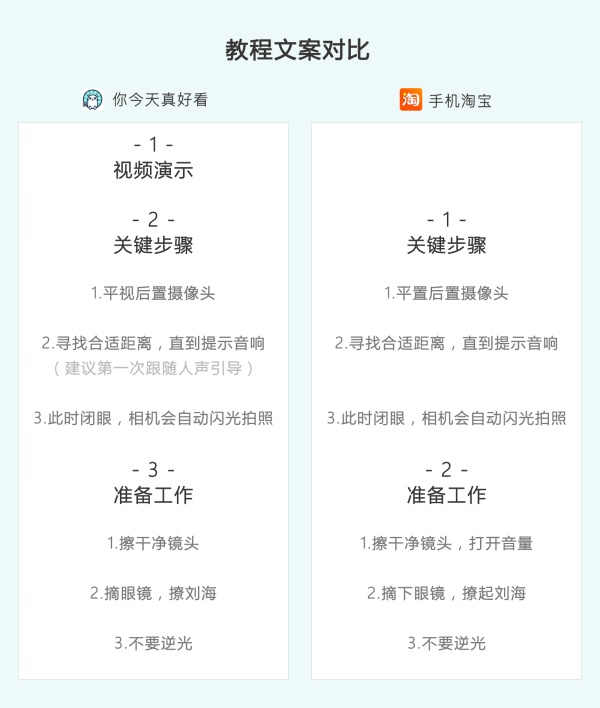 教程文案对比
你今天真好看
- 1 -
视频演示
- 2 -
关键步骤
1.平视后置摄像头
2.寻找合适距离，直到提示音响
（建议第一次跟随人声引导）
3.此时闭眼，相机会自动闪光拍照
- 3 -
准备工作
1.擦干净镜头
2.摘眼镜，撩刘海
3.不要逆光
淘
手机淘宝
- 1 -
关键步骤
1.平置后置摄像头
2.寻找合适距离，直到提示音响
3.此时闭眼，相机会自动闪光拍照
- 2 -
准备工作
1.擦干净镜头，打开音量
2.摘下眼镜，撩起刘海
3.不要逆光